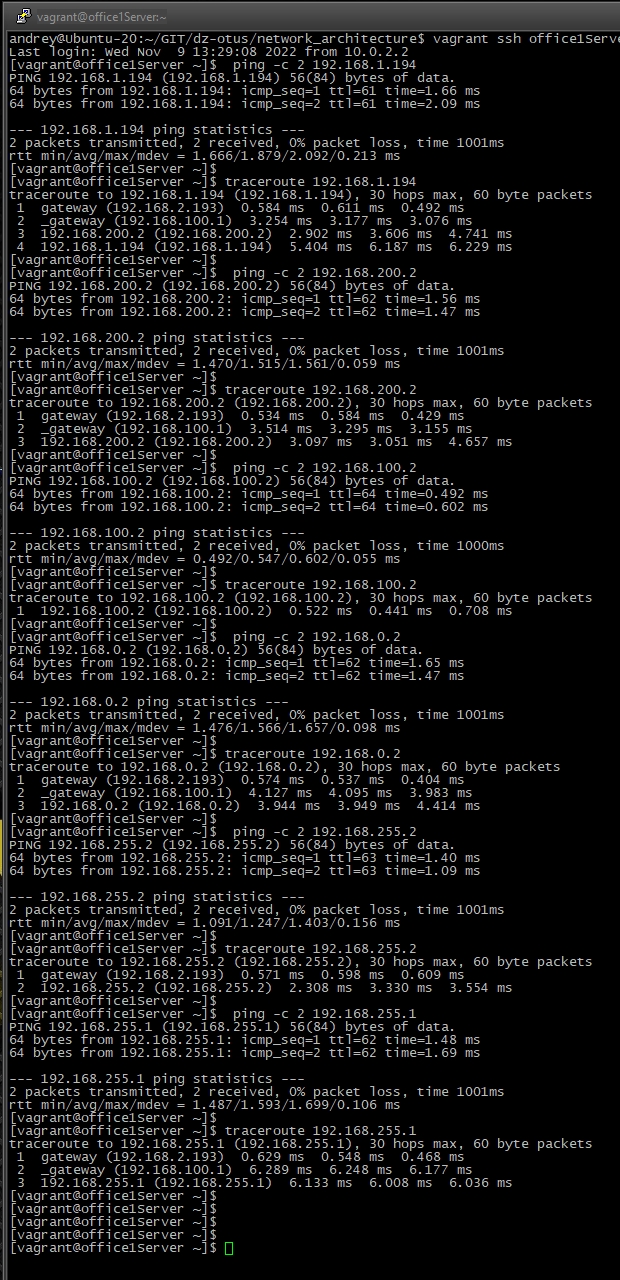 vagrant@office1Server:~
andrey@Ubuntu-20:~/GIT/dz-otus/network_architecture$ vagrant ssh office1Serve
Last login: Wed Nov  9 13:29:08 2022 from 10.0.2.2
[vagrant@office1Server ~]$  ping -c 2 192.168.1.194
PING 192.168.1.194 (192.168.1.194) 56(84) bytes of data.
64 bytes from 192.168.1.194: icmp_seq=1 ttl=61 time=1.66 ms
64 bytes from 192.168.1.194: icmp_seq=2 ttl=61 time=2.09 ms
--- 192.168.1.194 ping statistics ---
2 packets transmitted, 2 received, 0% packet loss, time 1001ms
rtt min/avg/max/mdev = 1.666/1.879/2.092/0.213 ms
[vagrant@office1Server ~]$
[vagrant@office1Server ~]$ traceroute 192.168.1.194
traceroute to 192.168.1.194 (192.168.1.194), 30 hops max, 60 byte packets
 1  gateway (192.168.2.193)  0.584 ms  0.611 ms  0.492 ms
 2  _gateway (192.168.100.1)  3.254 ms  3.177 ms  3.076 ms
 3  192.168.200.2 (192.168.200.2)  2.902 ms  3.606 ms  4.741 ms
 4  192.168.1.194 (192.168.1.194)  5.404 ms  6.187 ms  6.229 ms
[vagrant@office1Server ~]$
[vagrant@office1Server ~]$  ping -c 2 192.168.200.2
PING 192.168.200.2 (192.168.200.2) 56(84) bytes of data.
64 bytes from 192.168.200.2: icmp_seq=1 ttl=62 time=1.56 ms
64 bytes from 192.168.200.2: icmp_seq=2 ttl=62 time=1.47 ms
--- 192.168.200.2 ping statistics ---
2 packets transmitted, 2 received, 0% packet loss, time 1001ms
rtt min/avg/max/mdev = 1.470/1.515/1.561/0.059 ms
[vagrant@office1Server ~]$
[vagrant@office1Server ~]$ traceroute 192.168.200.2
traceroute to 192.168.200.2 (192.168.200.2), 30 hops max, 60 byte packets
 1  gateway (192.168.2.193)  0.534 ms  0.584 ms  0.429 ms
 2  _gateway (192.168.100.1)  3.514 ms  3.295 ms  3.155 ms
 3  192.168.200.2 (192.168.200.2)  3.097 ms  3.051 ms  4.657 ms
[vagrant@office1Server ~]$
[vagrant@office1Server ~]$  ping -c 2 192.168.100.2
PING 192.168.100.2 (192.168.100.2) 56(84) bytes of data.
64 bytes from 192.168.100.2: icmp_seq=1 ttl=64 time=0.492 ms
64 bytes from 192.168.100.2: icmp_seq=2 ttl=64 time=0.602 ms
--- 192.168.100.2 ping statistics ---
2 packets transmitted, 2 received, 0% packet loss, time 1000ms
rtt min/avg/max/mdev = 0.492/0.547/0.602/0.055 ms
[vagrant@office1Server ~]$
[vagrant@office1Server ~]$ traceroute 192.168.100.2
traceroute to 192.168.100.2 (192.168.100.2), 30 hops max, 60 byte packets
 1  192.168.100.2 (192.168.100.2)  0.522 ms  0.441 ms  0.708 ms
[vagrant@office1Server ~]$
[vagrant@office1Server ~]$  ping -c 2 192.168.0.2
PING 192.168.0.2 (192.168.0.2) 56(84) bytes of data.
64 bytes from 192.168.0.2: icmp_seq=1 ttl=62 time=1.65 ms
64 bytes from 192.168.0.2: icmp_seq=2 ttl=62 time=1.47 ms
--- 192.168.0.2 ping statistics ---
2 packets transmitted, 2 received, 0% packet loss, time 1001ms
rtt min/avg/max/mdev = 1.476/1.566/1.657/0.098 ms
[vagrant@office1Server ~]$
[vagrant@office1Server ~]$ traceroute 192.168.0.2
traceroute to 192.168.0.2 (192.168.0.2), 30 hops max, 60 byte packets
 1  gateway (192.168.2.193)  0.574 ms  0.537 ms  0.404 ms
 2  _gateway (192.168.100.1)  4.127 ms  4.095 ms  3.983 ms
 3  192.168.0.2 (192.168.0.2)  3.944 ms  3.949 ms  4.414 ms
[vagrant@office1Server ~]$
[vagrant@office1Server ~]$  ping -c 2 192.168.255.2
PING 192.168.255.2 (192.168.255.2) 56(84) bytes of data.
64 bytes from 192.168.255.2: icmp_seq=1 ttl=63 time=1.40 ms
64 bytes from 192.168.255.2: icmp_seq=2 ttl=63 time=1.09 ms
--- 192.168.255.2 ping statistics ---
2 packets transmitted, 2 received, 0% packet loss, time 1001ms
rtt min/avg/max/mdev = 1.091/1.247/1.403/0.156 ms
[vagrant@office1Server ~]$
[vagrant@office1Server ~]$ traceroute 192.168.255.2
traceroute to 192.168.255.2 (192.168.255.2), 30 hops max, 60 byte packets
 1  gateway (192.168.2.193)  0.571 ms  0.598 ms  0.609 ms
 2  192.168.255.2 (192.168.255.2)  2.308 ms  3.330 ms  3.554 ms
[vagrant@office1Server ~]$
[vagrant@office1Server ~]$  ping -c 2 192.168.255.1
PING 192.168.255.1 (192.168.255.1) 56(84) bytes of data.
64 bytes from 192.168.255.1: icmp_seq=1 ttl=62 time=1.48 ms
64 bytes from 192.168.255.1: icmp_seq=2 ttl=62 time=1.69 ms
--- 192.168.255.1 ping statistics ---
2 packets transmitted, 2 received, 0% packet loss, time 1001ms
rtt min/avg/max/mdev = 1.487/1.593/1.699/0.106 ms
[vagrant@office1Server ~]$
[vagrant@office1Server ~]$ traceroute 192.168.255.1
traceroute to 192.168.255.1 (192.168.255.1), 30 hops max, 60 byte packets
 1  gateway (192.168.2.193)  0.629 ms  0.548 ms  0.468 ms
 2  _gateway (192.168.100.1)  6.289 ms  6.248 ms  6.177 ms
 3  192.168.255.1 (192.168.255.1)  6.133 ms  6.008 ms  6.036 ms
[vagrant@office1Server ~]$
[vagrant@office1Server ~]$
[vagrant@office1Server ~]$
[vagrant@office1Server ~]$
[vagrant@office1Server ~]$